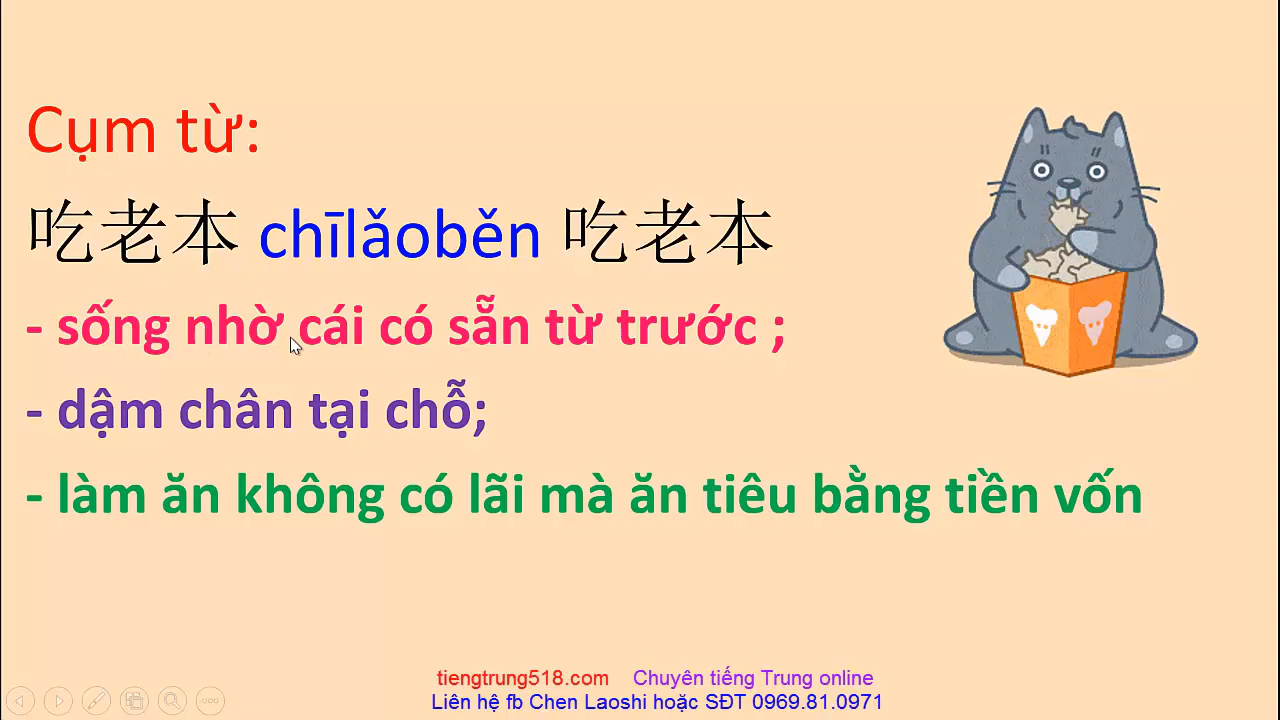 Cụm từ:
吃老本 chīlǎoběn 吃老本
- sống nhờ cái có sẵn từ trước ;
- dậm chân tại chỗ;
- làm ăn không có lãi mà ăn tiêu bằng tiền vốn
tiengtrung518.com Chuyên tiếng Trung online
Liên hệ fb Chen Laoshi hoặc SĐT 0969.81.0971